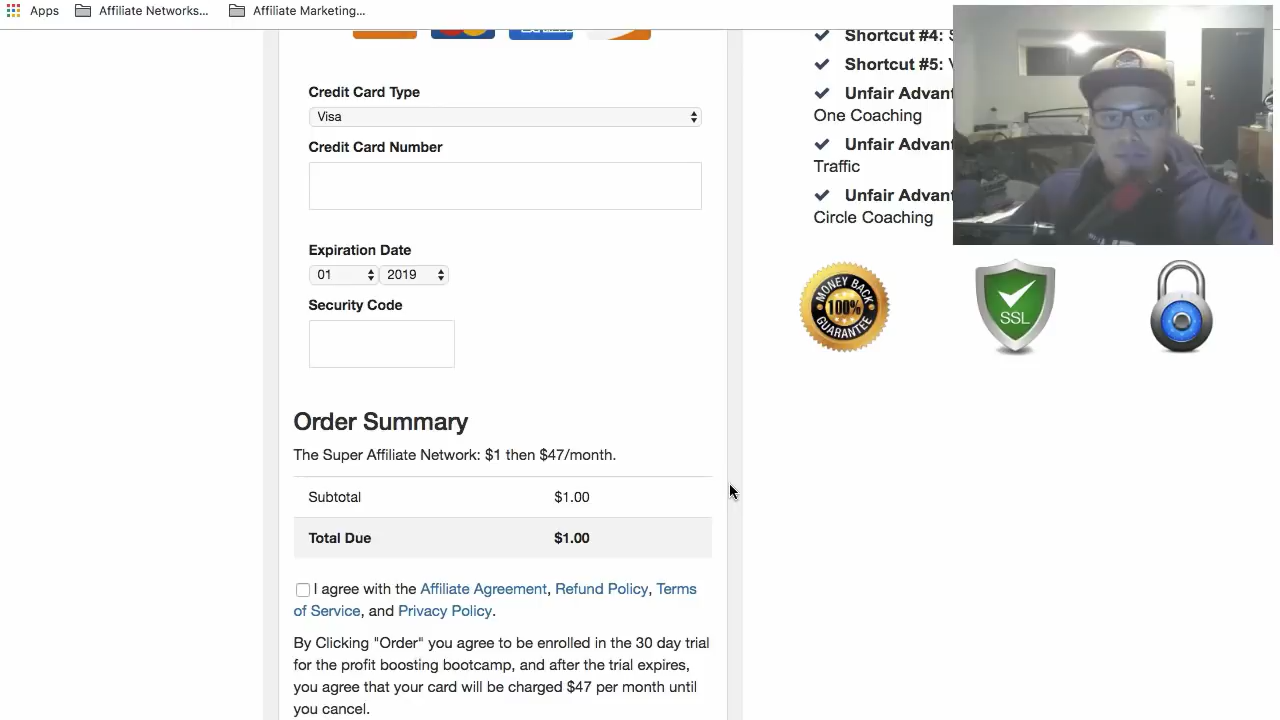 Apps
Affiliate Networks...
Affiliate Marketing...
Shortcut #4:
Credit Card Type
Shortcut #5:
Visa
Unfair Advant
One Coaching
Credit Card Number
Unfair Advant
Traffic
Unfair Advant
Circle Coaching
Expiration Date
01
2019
MONEY BACK
100%
GUARANTEE
SSL
Security Code
Order Summary
The Super Affiliate Network: $1 then $47/month.
Subtotal $1.00
Total Due $1.00
I agree with the Affiliate Agreement, Refund Policy, Terms
of Service, and Privacy Policy.
By Clicking "Order" you agree to be enrolled in the 30 day trial
for the profit boosting bootcamp, and after the trial expires,
you agree that your card will be charged $47 per month until
you cancel.